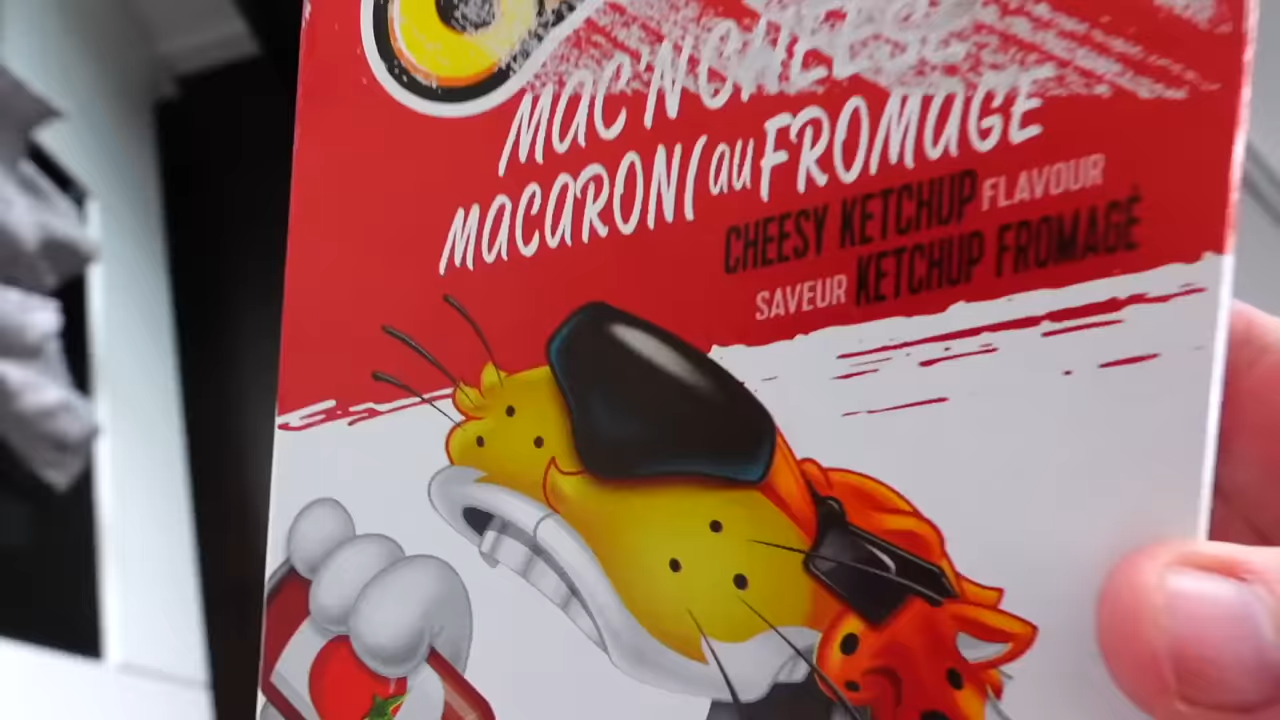 MAC'N CHEESE
MACARONI au FROMAGE
CHEESY KETCHUP FLAVOUR
SAVEUR KETCHUP FROMAGÉ